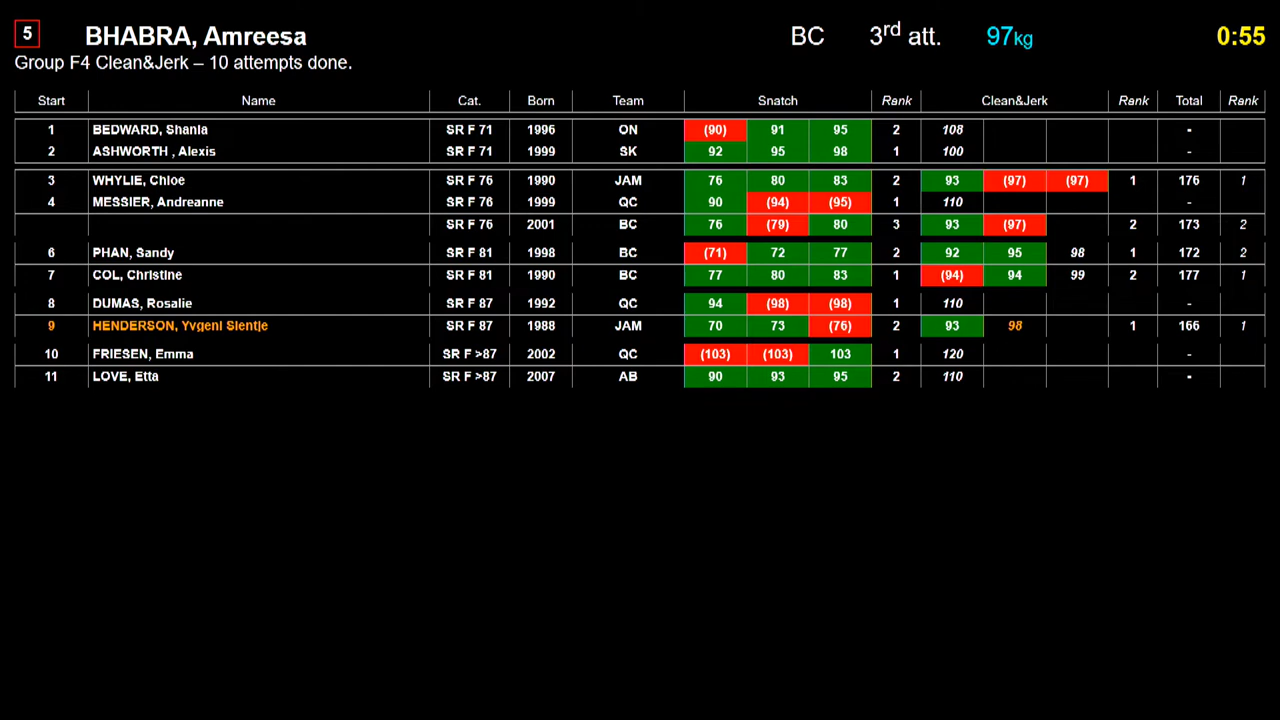 5 BHABRA, Amreesa BC 3rd att. 97kg 0:55
Group F4 Clean&Jerk – 10 attempts done.
Start Name Cat. Born Team Snatch Rank Clean&Jerk Rank Total Rank
1 BEDWARD, Shania SR F 71 1996 ON (90) 91 95 2 108 -
2 ASHWORTH , Alexis SR F 71 1999 SK 92 95 98 1 100 -
3 WHYLIE, Chloe SR F 76 1990 JAM 76 80 83 2 93 (97) (97) 1 176 1
4 MESSIER, Andreanne SR F 76 1999 QC 90 (94) (95) 1 110 -
SR F 76 2001 BC 76 (79) 80 3 93 (97) 2 173 2
6 PHAN, Sandy SR F 81 1998 BC (71) 72 77 2 92 95 98 1 172 2
7 COL, Christine SR F 81 1990 BC 77 80 83 1 (94) 94 99 2 177 1
8 DUMAS, Rosalie SR F 87 1992 QC 94 (98) (98) 1 110 -
9 HENDERSON, Yvgeni Sientje SR F 87 1988 JAM 70 73 (76) 2 93 98 1 166 1
10 FRIESEN, Emma SR F >87 2002 QC (103) (103) 103 1 120 -
11 LOVE, Etta SR F >87 2007 AB 90 93 95 2 110 -